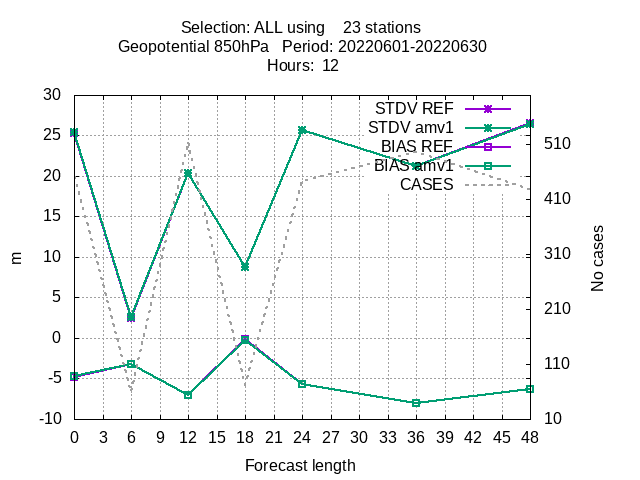 Selection: ALL using    23 stations
Geopotential 850hPa   Period: 20220601-20220630
Hours:  12
30
25
20
15
10
5
0
-5
-10
m
STDV REF
STDV amv1
BIAS REF
BIAS amv1
CASES
510
410
310
210
110
10
No cases
0 3 6 9 12 15 18 21 24 27 30 33 36 39 42 45 48
Forecast length